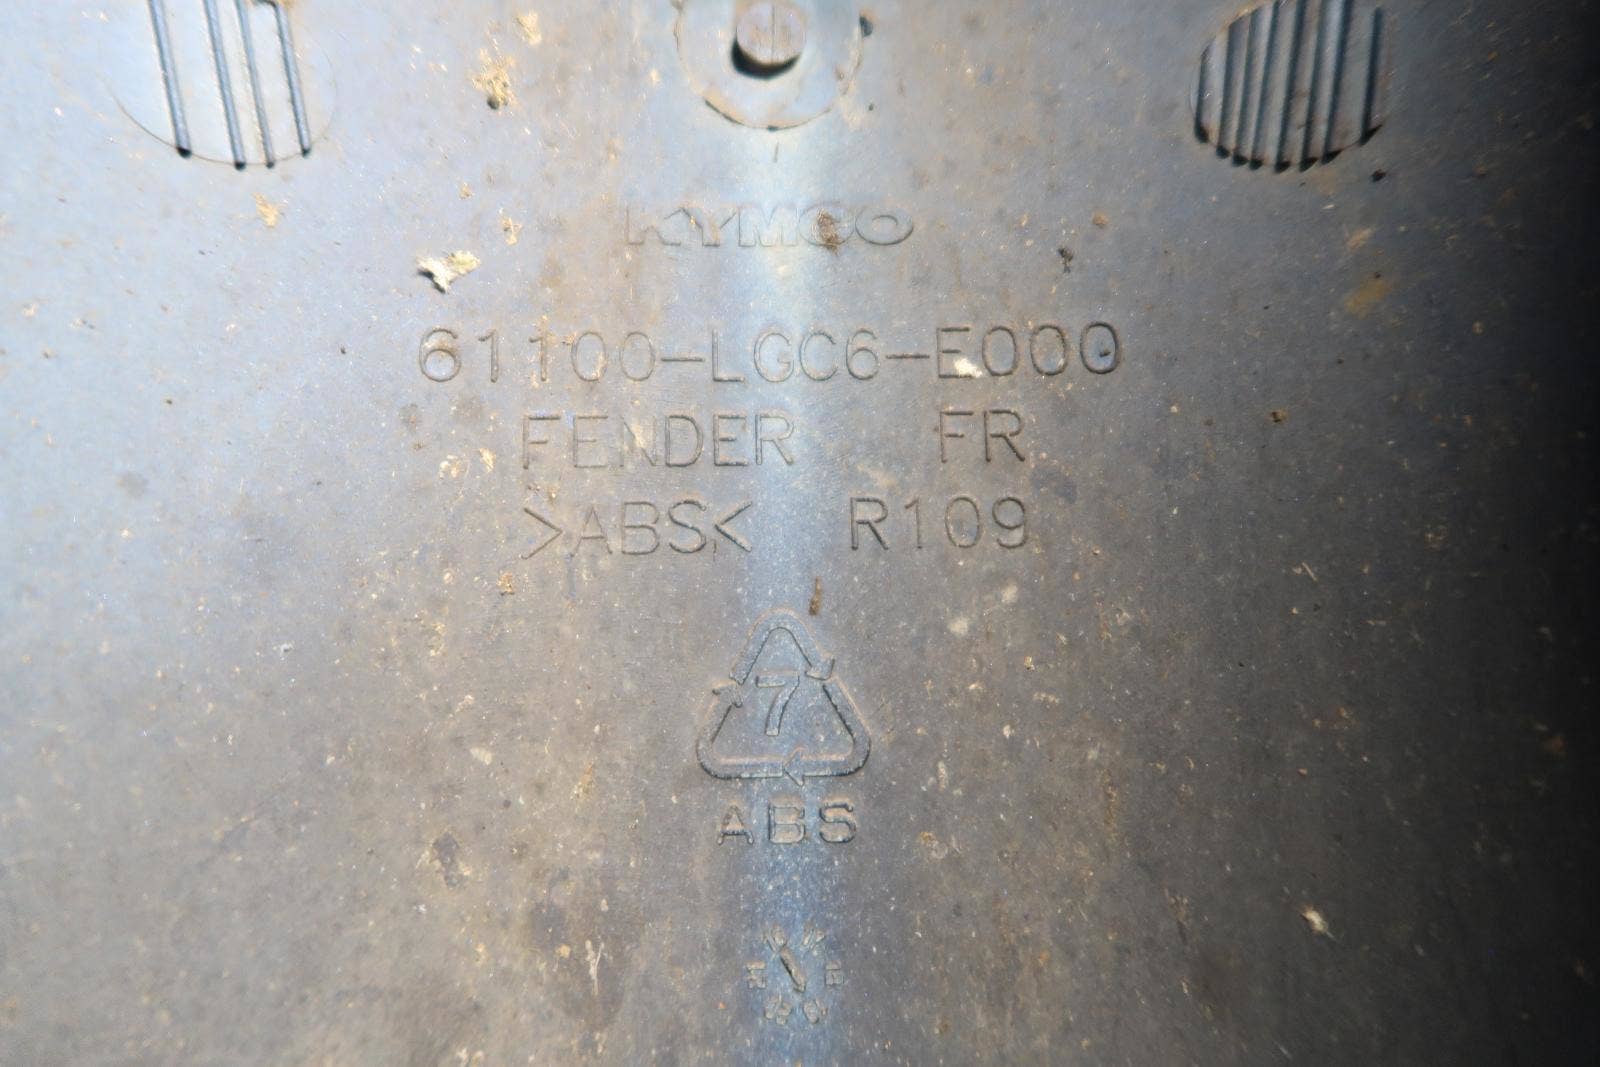 KYMCO
61100-LGC6-E000
FENDER FR
>ABS< R109
7
ABS